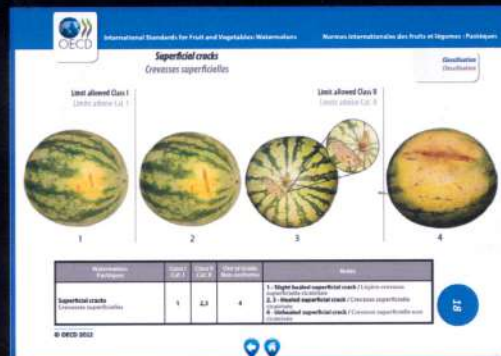 OECD
International Standards for Fruit and Vegetables: Watermelons
Normes internationales des fruits et légumes : Pastèques
Superficial cracks
Crevasses superficielles
Classification
Classification
Limit allowed Class I
Limite admise Cat. I
Limit allowed Class II
Limite admise Cat. II
1
2
3
4
Watermelons
Pastèques
Class I
Cat. I
Class II
Cat. II
Out of Grade
Non-conforme
Notes
Superficial cracks
Crevasses superficielles
1
2,3
4
1 - Slight healed superficial crack / Légère crevasse
superficielle cicatrisée
2, 3 - Healed superficial crack / Crevasse superficielle
cicatrisée
4 - Unhealed superficial crack / Crevasse superficielle non
cicatrisée
18
© OECD 2012